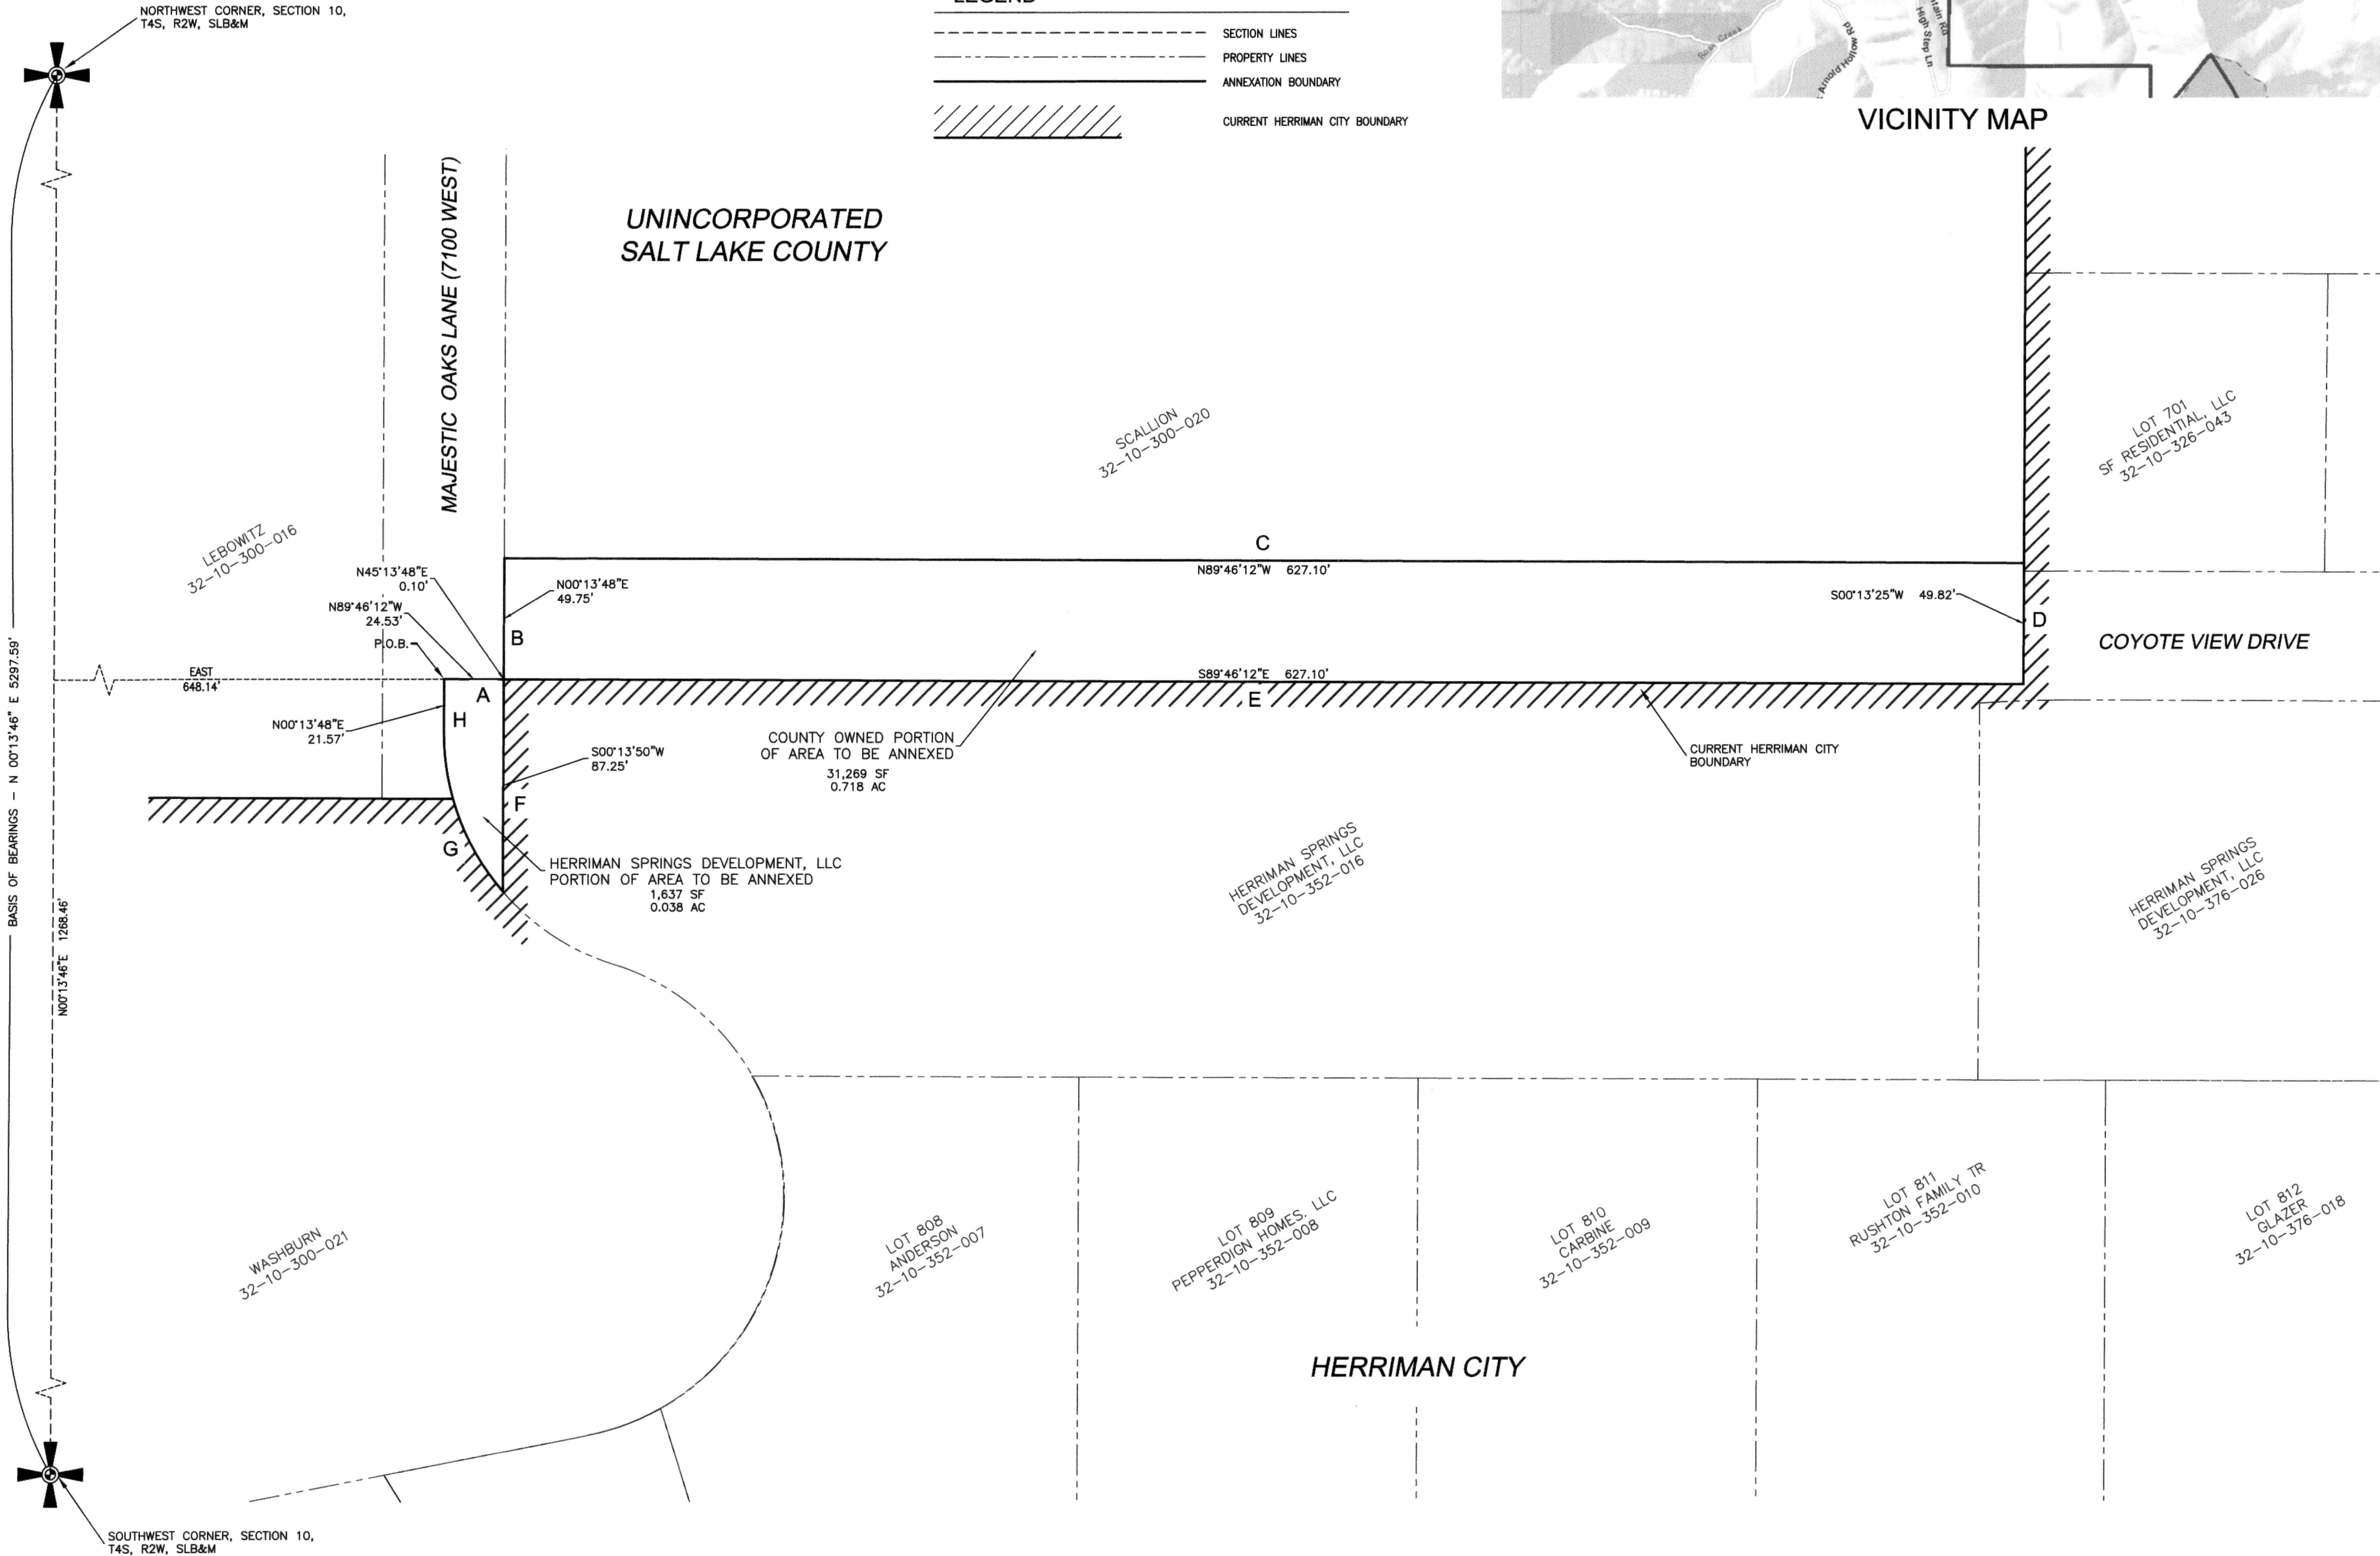 NORTHWEST CORNER, SECTION 10,
T4S, R2W, SLB&M
LEGEND
SECTION LINES
PROPERTY LINES
ANNEXATION BOUNDARY
CURRENT HERRIMAN CITY BOUNDARY
Rose Creek
Arnold Hollow Rd
High Step Ln
VICINITY MAP
MAJESTIC OAKS LANE (7100 WEST)
UNINCORPORATED
SALT LAKE COUNTY
SCALLION
32-10-300-020
LOT 701
SF RESIDENTIAL, LLC
32-10-326-043
LEBOWITZ
32-10-300-016
N45°13'48"E
0.10'
N89°46'12"W
24.53'
P.O.B.
N00°13'48"E
49.75'
B
C
N89°46'12"W 627.10'
S00°13'25"W 49.82'
D
COYOTE VIEW DRIVE
EAST
648.14'
A
H
N00°13'48"E
21.57'
S89°46'12"E 627.10'
E
COUNTY OWNED PORTION
OF AREA TO BE ANNEXED
31,269 SF
0.718 AC
CURRENT HERRIMAN CITY
BOUNDARY
S00°13'50"W
87.25'
F
G
HERRIMAN SPRINGS DEVELOPMENT, LLC
PORTION OF AREA TO BE ANNEXED
1,637 SF
0.038 AC
HERRIMAN SPRINGS
DEVELOPMENT, LLC
32-10-352-016
HERRIMAN SPRINGS
DEVELOPMENT, LLC
32-10-376-026
BASIS OF BEARINGS - N 00°13'46" E 5297.59'
N00°13'46"E 1268.46'
WASHBURN
32-10-300-021
LOT 808
ANDERSON
32-10-352-007
LOT 809
PEPPERDIGN HOMES. LLC
32-10-352-008
LOT 810
CARBINE
32-10-352-009
LOT 811
RUSHTON FAMILY TR
32-10-352-010
LOT 812
GLAZER
32-10-376-018
HERRIMAN CITY
SOUTHWEST CORNER, SECTION 10,
T4S, R2W, SLB&M